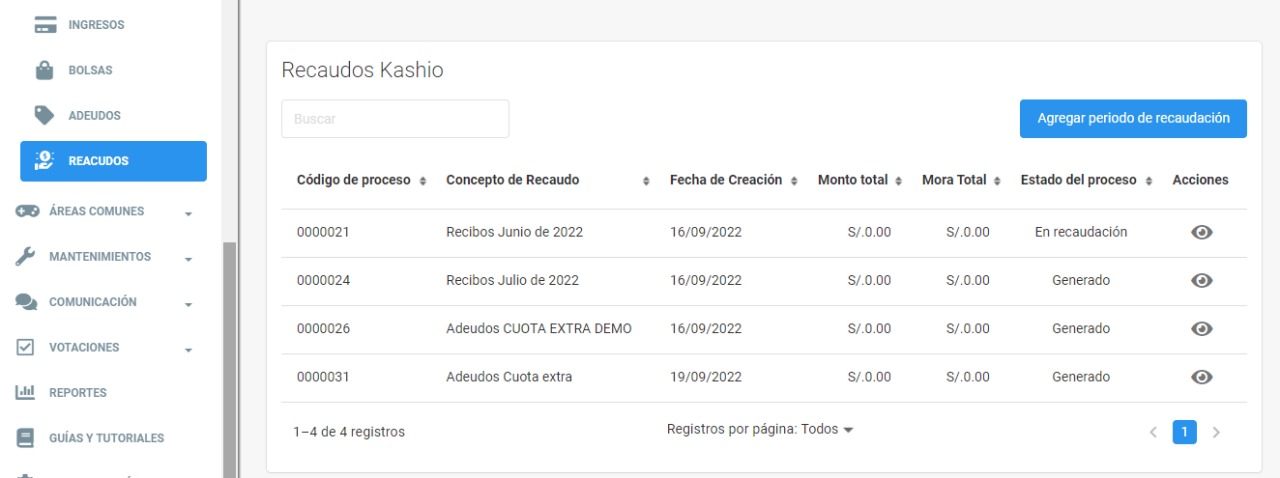 INGRESOS
BOLSAS
ADEUDOS
REACUDOS
ÁREAS COMUNES
MANTENIMIENTOS
COMUNICACIÓN
VOTACIONES
REPORTES
GUÍAS Y TUTORIALES
Recaudos Kashio
Buscar
Agregar periodo de recaudación
Código de proceso Concepto de Recaudo Fecha de Creación Monto total Mora Total Estado del proceso Acciones
0000021 Recibos Junio de 2022 16/09/2022 S/.0.00 S/.0.00 En recaudación
0000024 Recibos Julio de 2022 16/09/2022 S/.0.00 S/.0.00 Generado
0000026 Adeudos CUOTA EXTRA DEMO 16/09/2022 S/.0.00 S/.0.00 Generado
0000031 Adeudos Cuota extra 19/09/2022 S/.0.00 S/.0.00 Generado
1–4 de 4 registros Registros por página: Todos 1